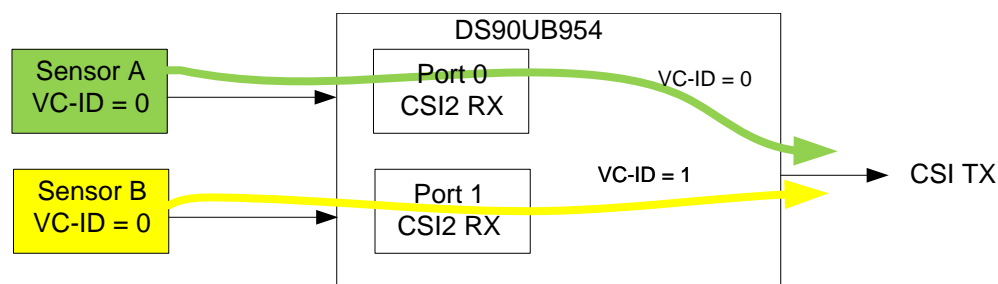 DS90UB954
Sensor A
VC-ID = 0
Port 0
CSI2 RX
VC-ID = 0
Sensor B
VC-ID = 0
Port 1
CSI2 RX
VC-ID = 1
CSI TX